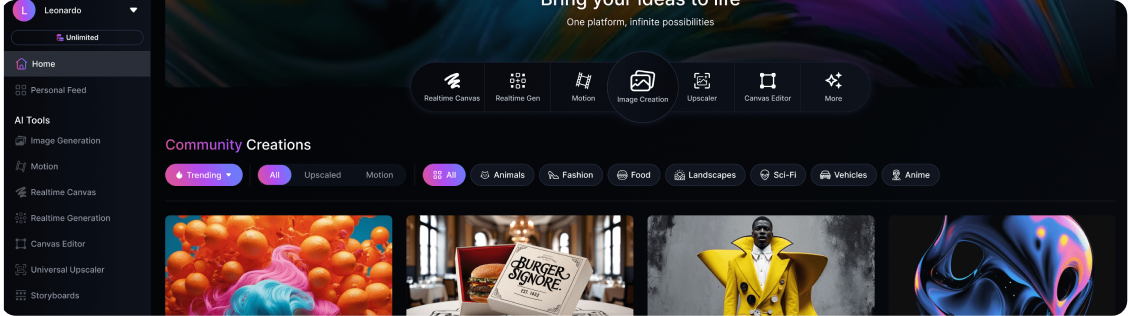 L
Leonardo
Unlimited
Home
Personal Feed
AI Tools
Image Generation
Motion
Realtime Canvas
Realtime Generation
Canvas Editor
Universal Upscaler
Storyboards
Bring your ideas to life
One platform, infinite possibilities
Realtime Canvas
Realtime Gen
Motion
Image Creation
Upscaler
Canvas Editor
More
Community Creations
Trending
All
Upscaled
Motion
All
Animals
Fashion
Food
Landscapes
Sci-Fi
Vehicles
Anime
BURGER
SIGNORE.
EST. 1802